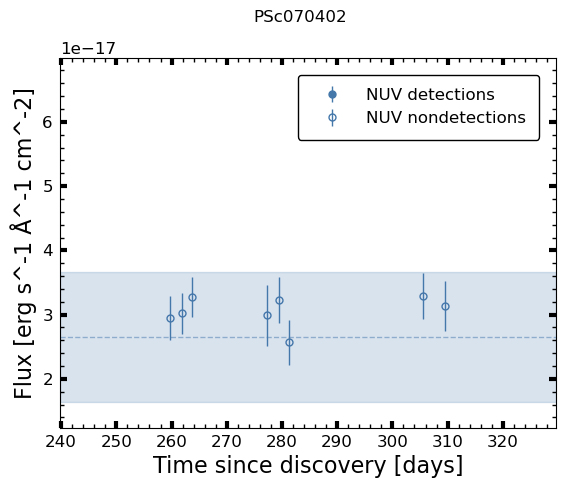 PSc070402
1e−17
NUV detections
NUV nondetections
Flux [erg s^-1 Å^-1 cm^-2]
6
5
4
3
2
240 250 260 270 280 290 300 310 320
Time since discovery [days]